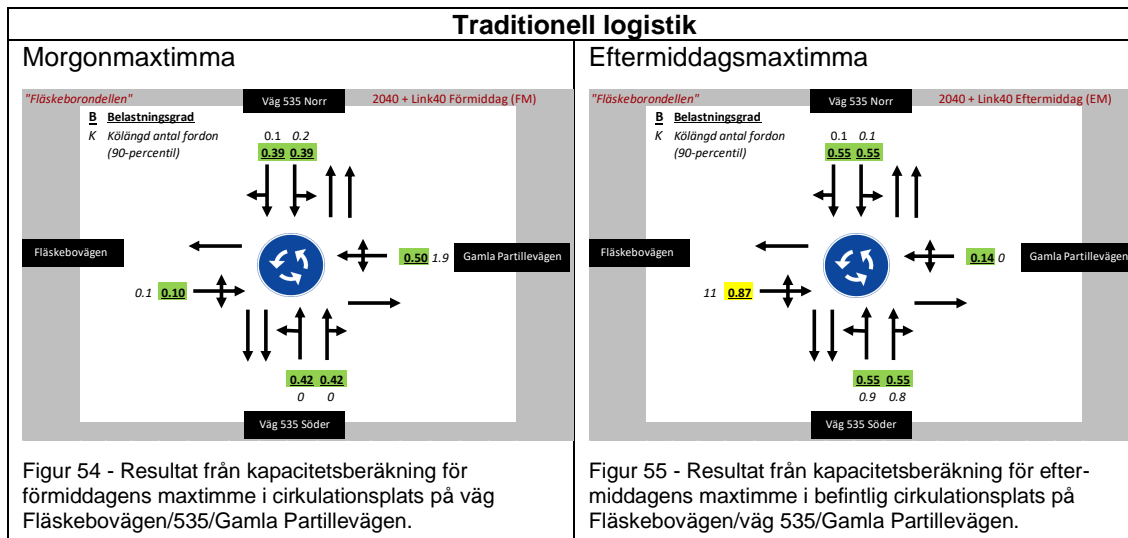 Traditionell logistik
Morgonmaxtimma
"Fläskeborondellen"
Väg 535 Norr
2040 + Link40 Förmiddag (FM)
B Belastningsgrad
K Kölängd antal fordon
(90-percentil)
0.1 0.2
0.39 0.39
Fläskebovägen
0.50 1.9
Gamla Partillevägen
0.1 0.10
0.42 0.42
0 0
Väg 535 Söder
Figur 54 - Resultat från kapacitetsberäkning för
förmiddagens maxtimme i cirkulationsplats på väg
Fläskebovägen/535/Gamla Partillevägen.
Eftermiddagsmaxtimma
"Fläskeborondellen"
Väg 535 Norr
2040 + Link40 Eftermiddag (EM)
B Belastningsgrad
K Kölängd antal fordon
(90-percentil)
0.1 0.1
0.55 0.55
Fläskebovägen
0.14 0
Gamla Partillevägen
11 0.87
0.55 0.55
0.9 0.8
Väg 535 Söder
Figur 55 - Resultat från kapacitetsberäkning för efter-
middagens maxtimme i befintlig cirkulationsplats på
Fläskebovägen/väg 535/Gamla Partillevägen.